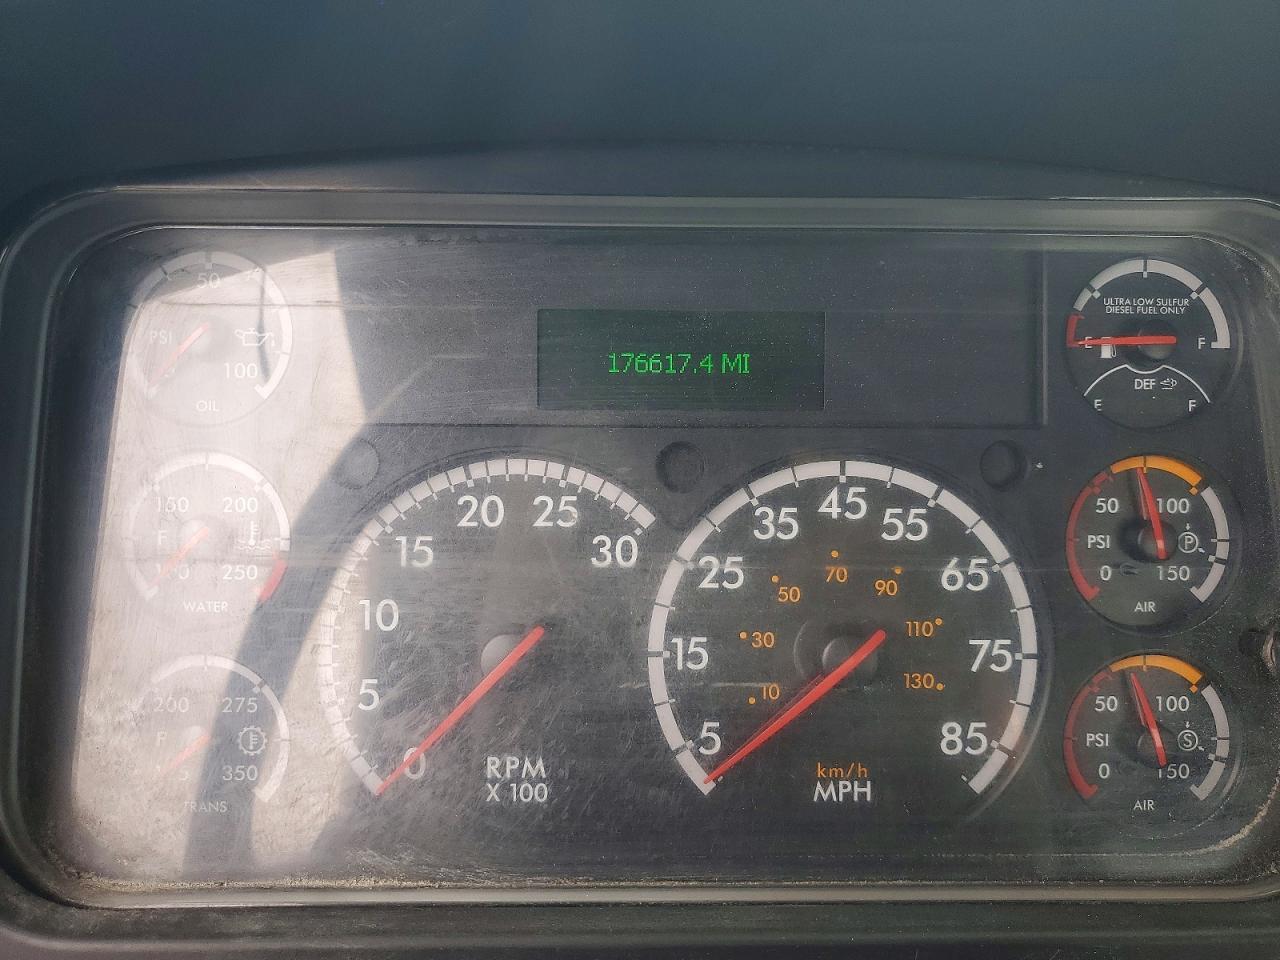 50
PSI
100
OIL
150 200
F
250
WATER
200 275
F
350
TRANS
176617.4 MI
0 5 10 15 20 25 30
RPM
X 100
5 15 25 35 45 55 65 75 85
10 30 50 70 90 110 130
km/h
MPH
ULTRA LOW SULFUR
DIESEL FUEL ONLY
E F
DEF
E F
50 100
PSI P
0 150
AIR
50 100
PSI S
0 150
AIR